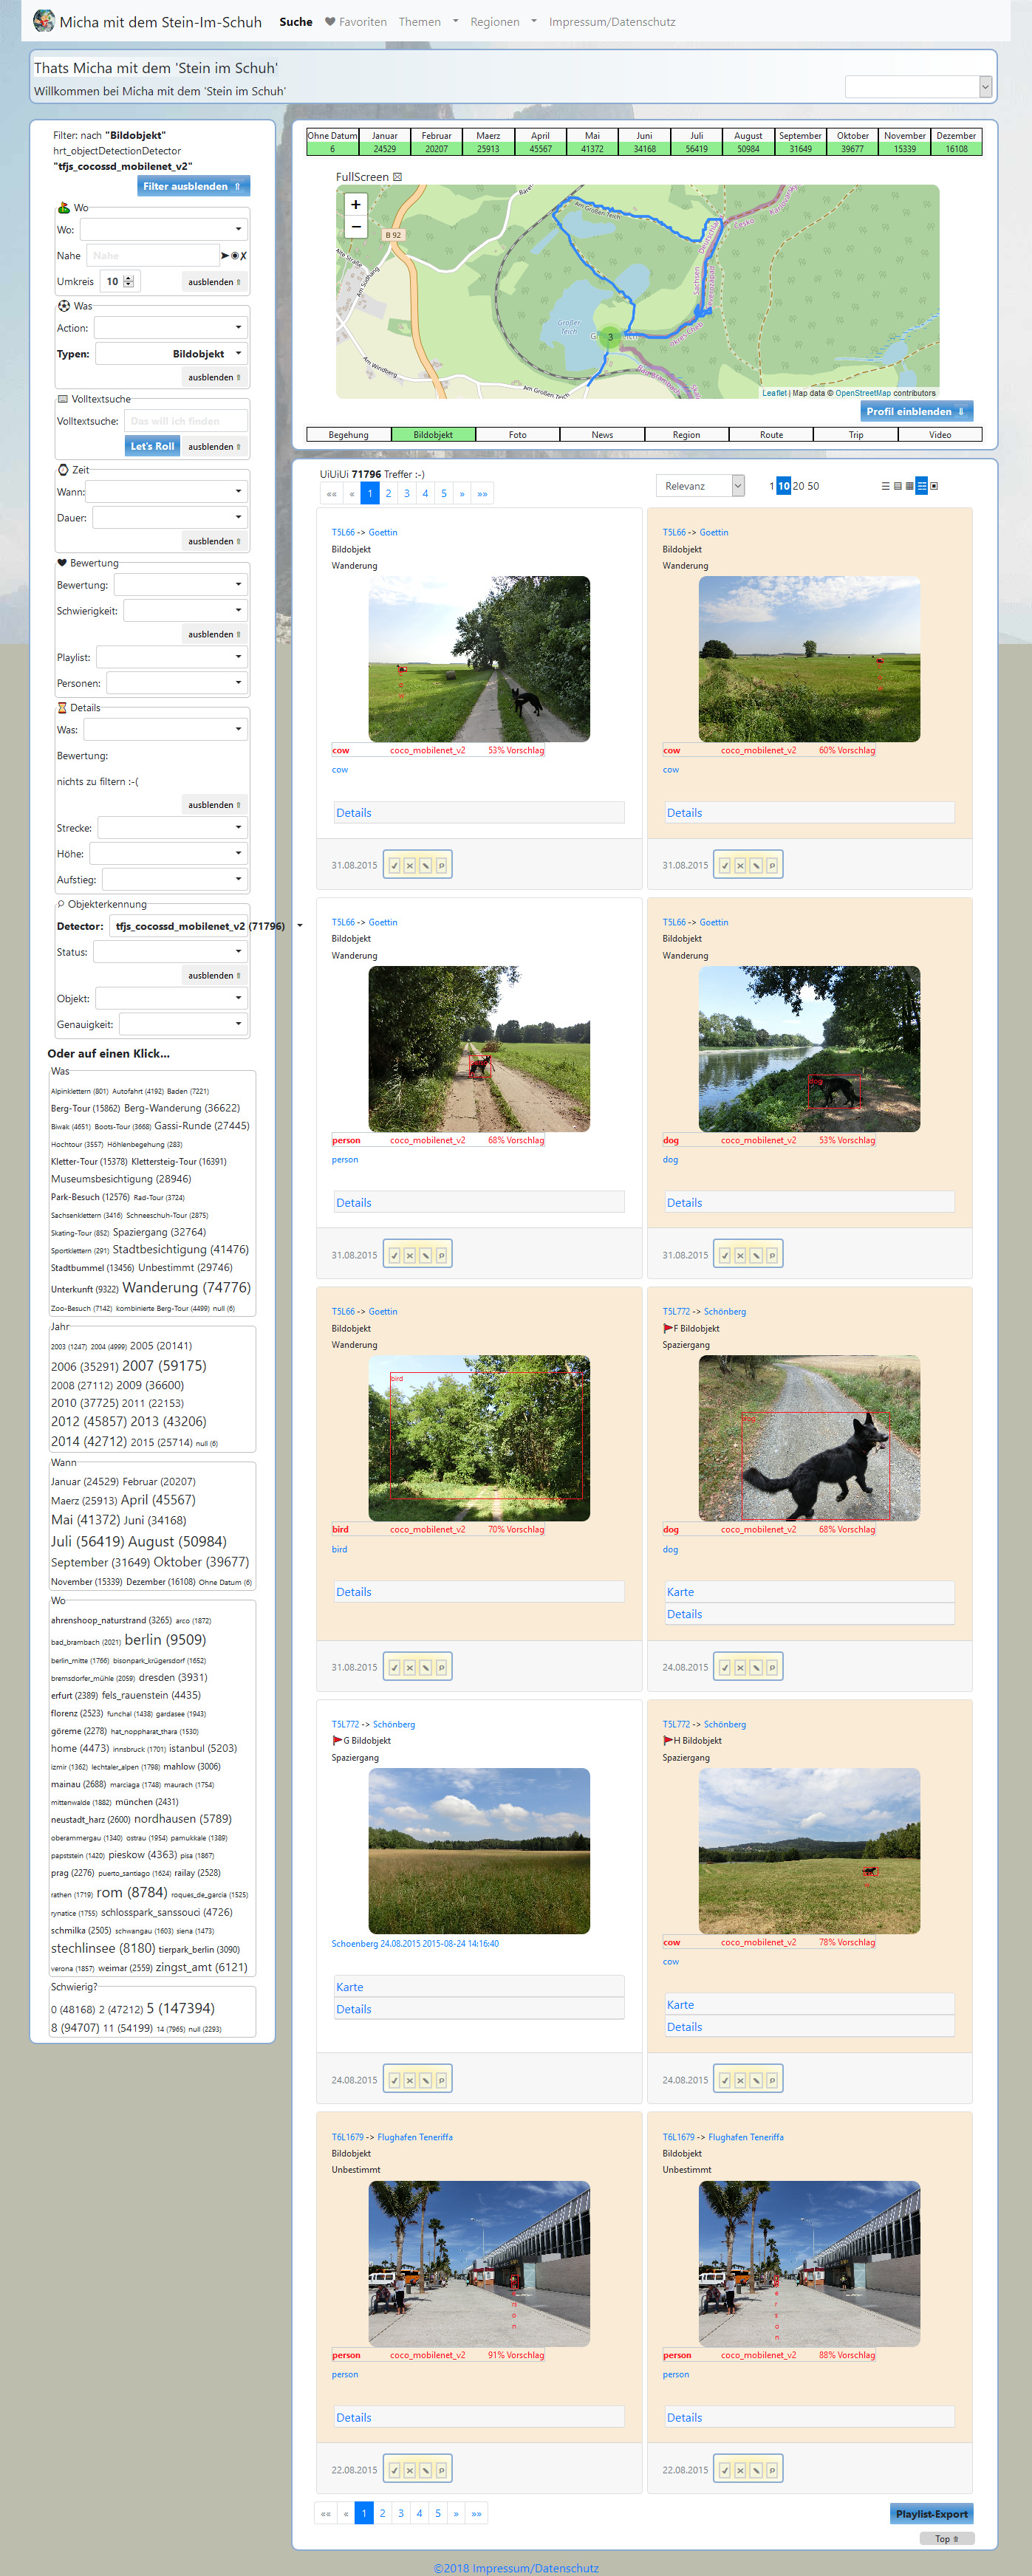 Micha mit dem Stein-Im-Schuh Suche Favoriten Themen Regionen Impressum/Datenschutz
Thats Micha mit dem 'Stein im Schuh'
Willkommen bei Micha mit dem 'Stein im Schuh'
Filter: nach "Bildobjekt"
hrt_objectDetectionDetector
"tfjs_cocossd_mobilenet_v2"
Filter ausblenden ⇧
Wo
Wo:
Nahe Nahe
Umkreis 10 ausblenden ⇧
Was
Action:
Typen: Bildobjekt
ausblenden ⇧
Volltextsuche
Volltextsuche: Das will ich finden
Let's Roll ausblenden ⇧
Zeit
Wann:
Dauer:
ausblenden ⇧
Bewertung
Bewertung:
Schwierigkeit:
ausblenden ⇧
Playlist:
Personen:
Details
Was:
Bewertung:
nichts zu filtern :-(
ausblenden ⇧
Strecke:
Höhe:
Aufstieg:
Objekterkennung
Detector: tfjs_cocossd_mobilenet_v2 (71796)
Status:
ausblenden ⇧
Objekt:
Genauigkeit:
Oder auf einen Klick...
Was
Alpinklettern (801) Autofahrt (4192) Baden (7221)
Berg-Tour (15862) Berg-Wanderung (36622)
Biwak (4651) Boots-Tour (3668) Gassi-Runde (27445)
Hochtour (3557) Höhlenbegehung (283)
Kletter-Tour (15378) Klettersteig-Tour (16391)
Museumsbesichtigung (28946)
Park-Besuch (12576) Rad-Tour (3724)
Sachsenklettern (3416) Schneeschuh-Tour (2875)
Skating-Tour (852) Spaziergang (32764)
Sportklettern (291) Stadtbesichtigung (41476)
Stadtbummel (13456) Unbestimmt (29746)
Unterkunft (9322) Wanderung (74776)
Zoo-Besuch (7142) kombinierte Berg-Tour (4499) null (6)
Jahr
2003 (1247) 2004 (4999) 2005 (20141)
2006 (35291) 2007 (59175)
2008 (27112) 2009 (36600)
2010 (37725) 2011 (22153)
2012 (45857) 2013 (43206)
2014 (42712) 2015 (25714) null (6)
Wann
Januar (24529) Februar (20207)
Maerz (25913) April (45567)
Mai (41372) Juni (34168)
Juli (56419) August (50984)
September (31649) Oktober (39677)
November (15339) Dezember (16108) Ohne Datum (6)
Wo
ahrenshoop_naturstrand (3265) arco (1872)
bad_brambach (2021) berlin (9509)
berlin_mitte (1766) bisonpark_krügersdorf (1652)
bremsdorfer_mühle (2059) dresden (3931)
erfurt (2389) fels_rauenstein (4435)
florenz (2523) funchal (1438) gardasee (1943)
göreme (2278) hat_noppharat_thara (1530)
home (4473) innsbruck (1701) istanbul (5203)
izmir (1362) lechtaler_alpen (1798) mahlow (3006)
mainau (2688) marciaga (1748) maurach (1754)
mittenwalde (1882) münchen (2431)
neustadt_harz (2600) nordhausen (5789)
oberammergau (1340) ostrau (1954) pamukkale (1389)
papststein (1420) pieskow (4363) pisa (1867)
prag (2276) puerto_santiago (1624) railay (2528)
rathen (1719) rom (8784) roques_de_garcia (1525)
rynatice (1755) schlosspark_sanssouci (4726)
schmilka (2505) schwangau (1603) siena (1473)
stechlinsee (8180) tierpark_berlin (3090)
verona (1857) weimar (2559) zingst_amt (6121)
Schwierig?
0 (48168) 2 (47212) 5 (147394)
8 (94707) 11 (54199) 14 (7965) null (2293)
Ohne Datum Januar Februar Maerz April Mai Juni Juli August September Oktober November Dezember
6 24529 20207 25913 45567 41372 34168 56419 50984 31649 39677 15339 16108
FullScreen
+
−
B 92
Am Großen Teich
Großer Teich
Am Windberg
3
Leaflet | Map data © OpenStreetMap contributors
Profil einblenden ⇩
Begehung Bildobjekt Foto News Region Route Trip Video
UiUiUi 71796 Treffer :-)
«« « 1 2 3 4 5 » »»
Relevanz 1 10 20 50
T5L66 -> Goettin
Bildobjekt
Wanderung
cow coco_mobilenet_v2 53% Vorschlag
cow
Details
31.08.2015
T5L66 -> Goettin
Bildobjekt
Wanderung
cow coco_mobilenet_v2 60% Vorschlag
cow
Details
31.08.2015
T5L66 -> Goettin
Bildobjekt
Wanderung
person coco_mobilenet_v2 68% Vorschlag
person
Details
31.08.2015
T5L66 -> Goettin
Bildobjekt
Wanderung
dog
dog coco_mobilenet_v2 53% Vorschlag
dog
Details
31.08.2015
T5L66 -> Goettin
Bildobjekt
Wanderung
bird
bird coco_mobilenet_v2 70% Vorschlag
bird
Details
31.08.2015
T5L772 -> Schönberg
F Bildobjekt
Spaziergang
dog
dog coco_mobilenet_v2 68% Vorschlag
dog
Karte
Details
24.08.2015
T5L772 -> Schönberg
G Bildobjekt
Spaziergang
Schoenberg 24.08.2015 2015-08-24 14:16:40
Karte
Details
24.08.2015
T5L772 -> Schönberg
H Bildobjekt
Spaziergang
cow coco_mobilenet_v2 78% Vorschlag
cow
Karte
Details
24.08.2015
T6L1679 -> Flughafen Teneriffa
Bildobjekt
Unbestimmt
person coco_mobilenet_v2 91% Vorschlag
person
Details
22.08.2015
T6L1679 -> Flughafen Teneriffa
Bildobjekt
Unbestimmt
person coco_mobilenet_v2 88% Vorschlag
person
Details
22.08.2015
«« « 1 2 3 4 5 » »»
Playlist-Export
Top ⇧
©2018 Impressum/Datenschutz